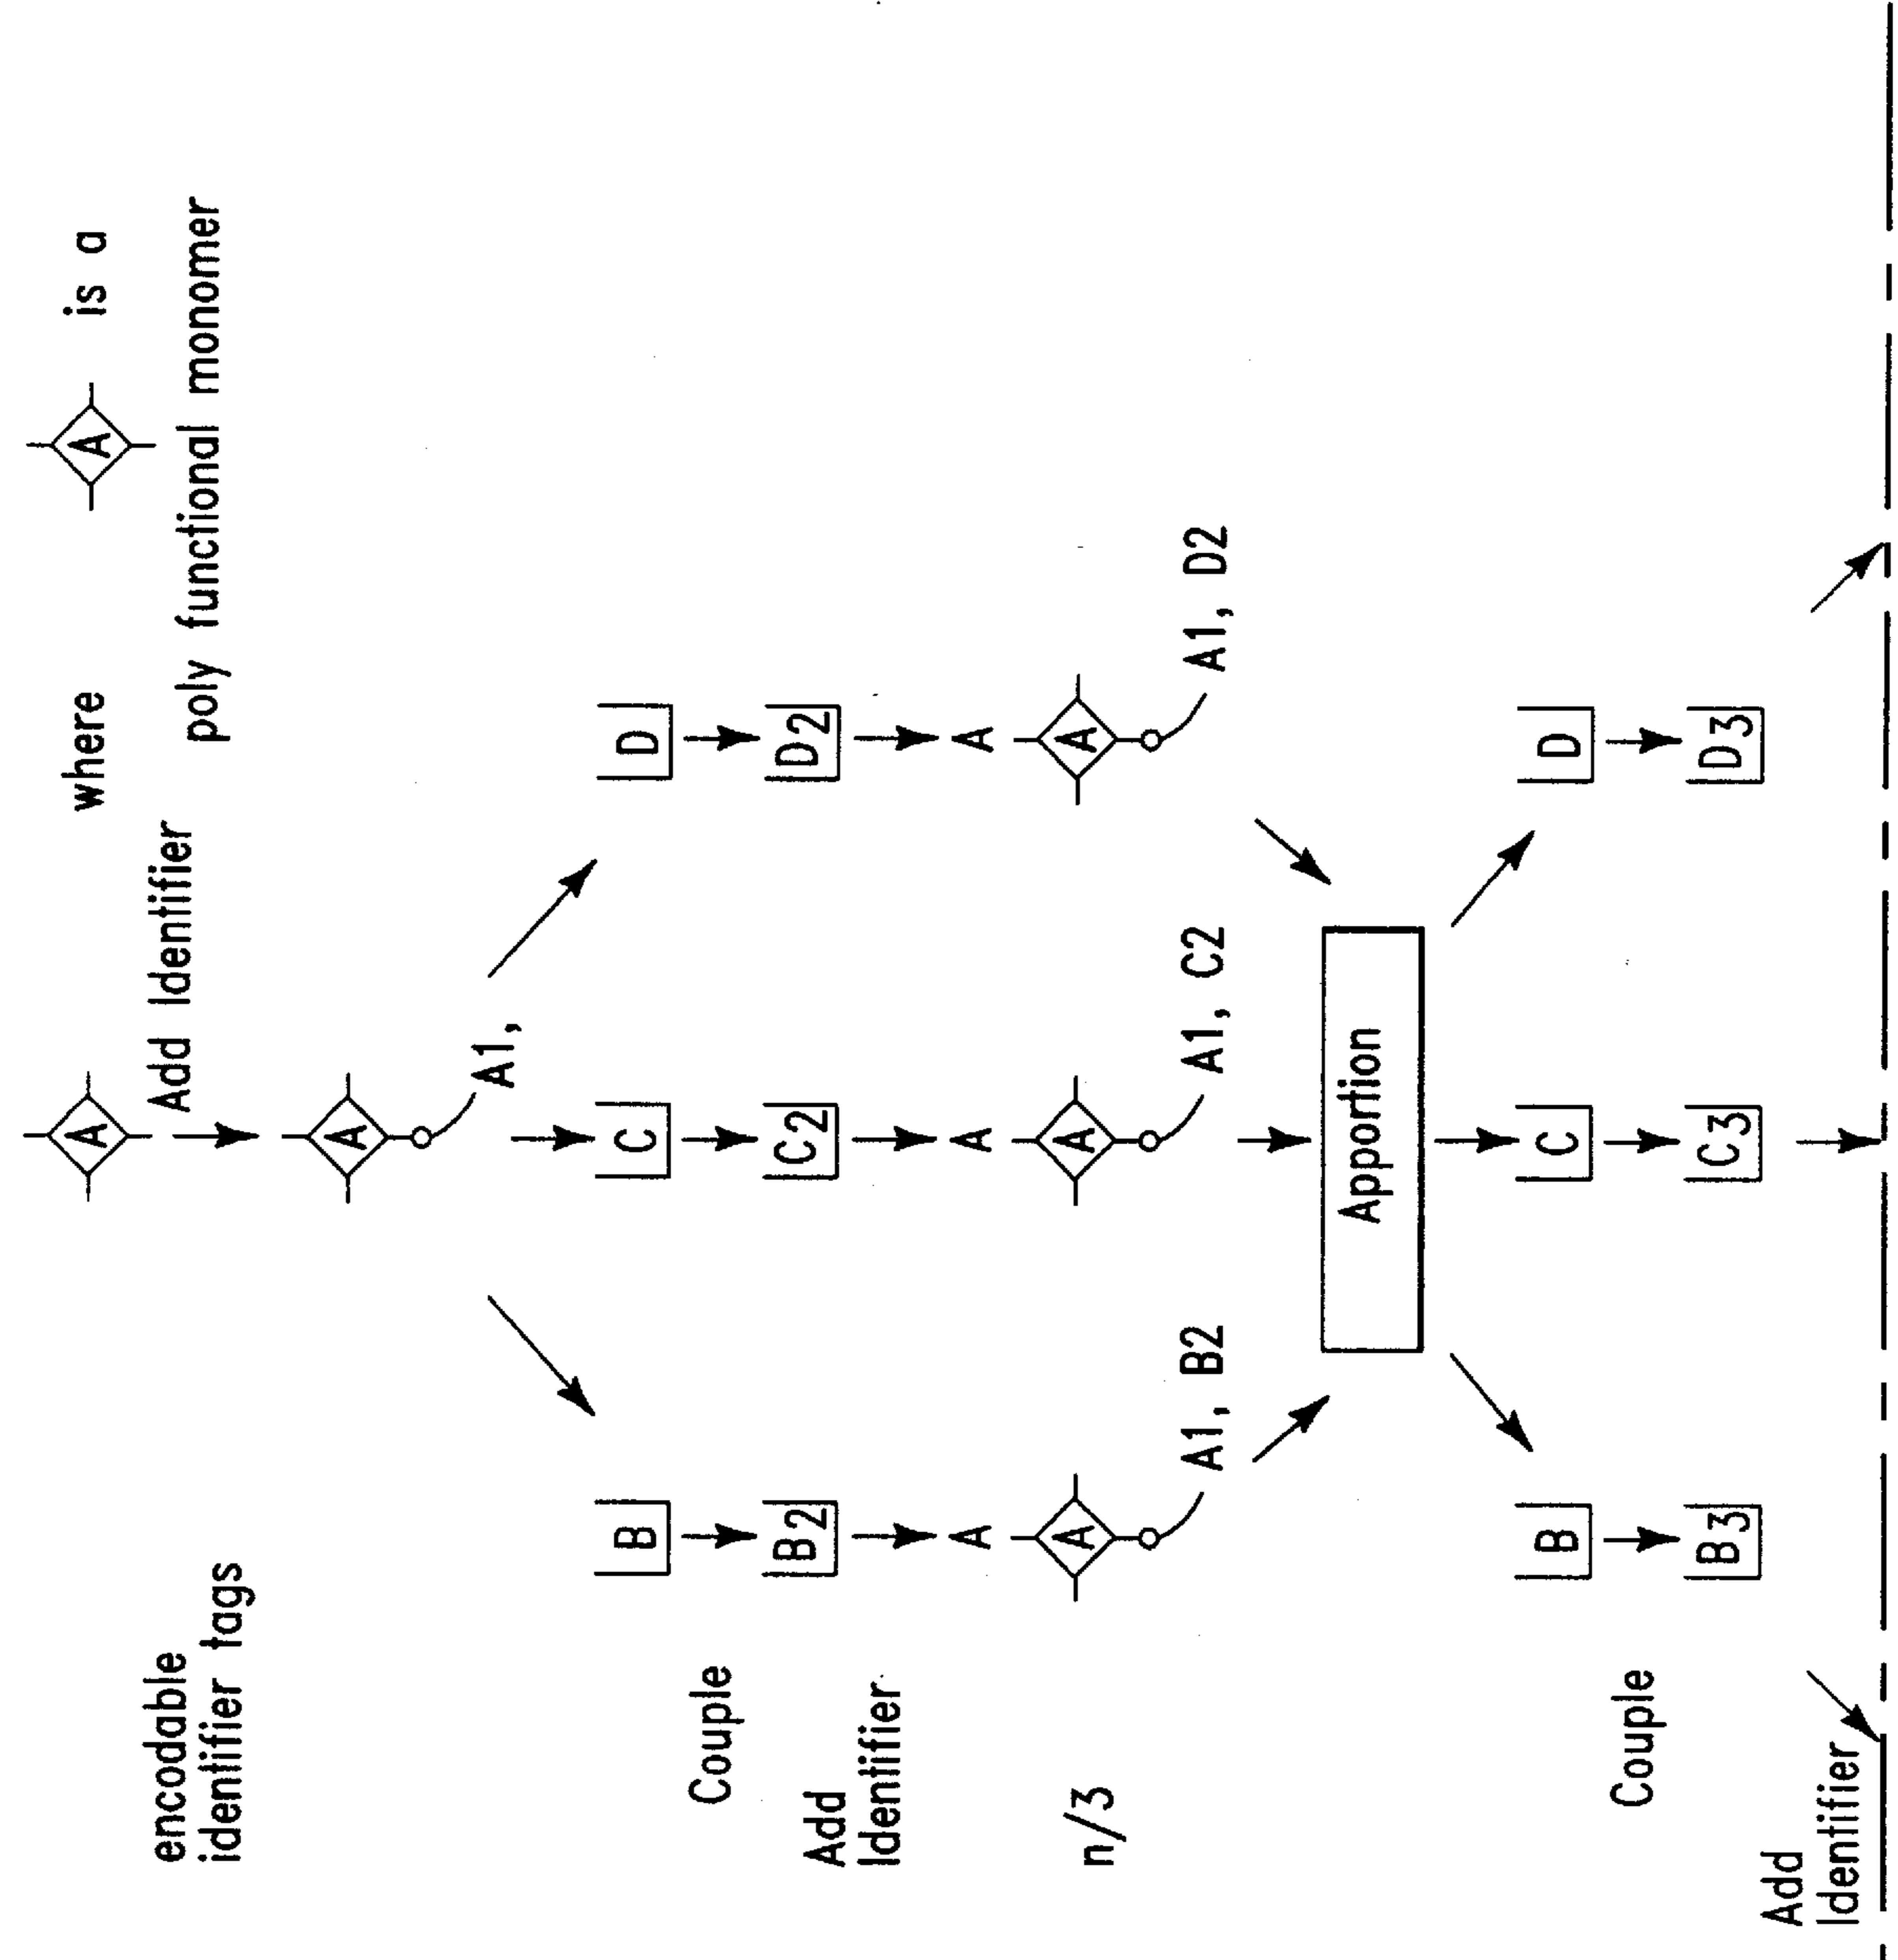 A where A is a
encodable Add Identifier
identifier tags poly functional monomer
A
A1,
B C D
Couple
B2 C2 D2
Add
Identifier
A A A
n/3 A A A
A1, B2 A1, C2 A1, D2
Apportion
B C D
Couple
B3 C3 D3
Add
Identifier